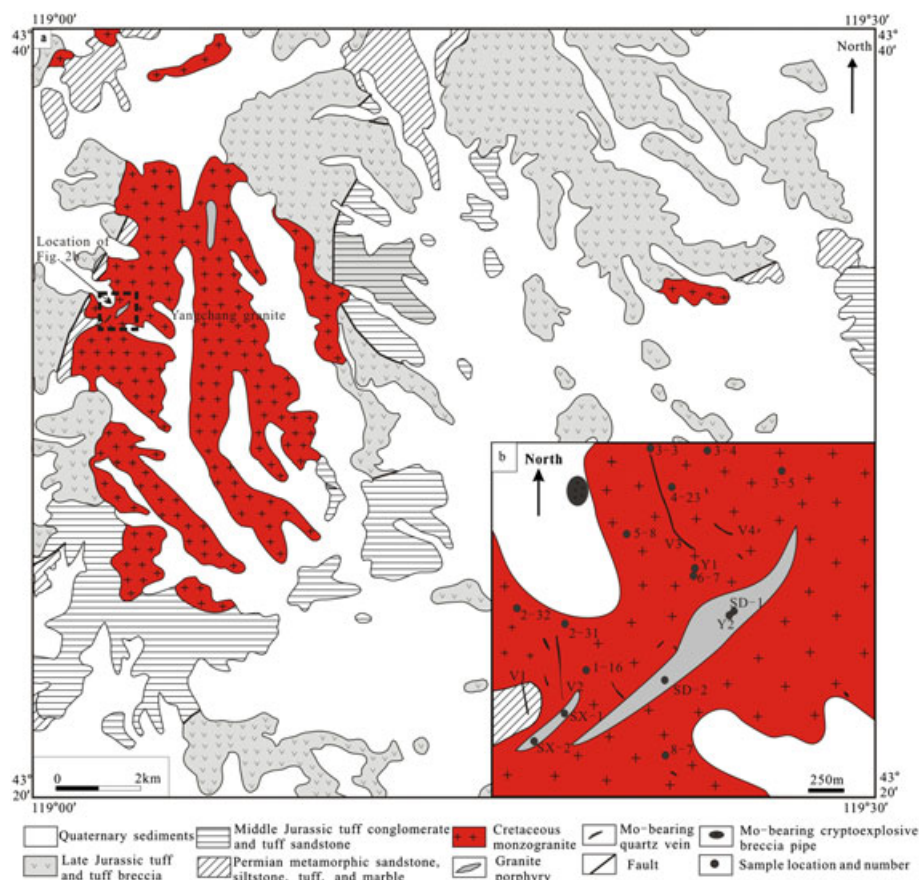 119°00′
119°30′
43°
40′
a
43°
40′
North
Location of
Fig. 2b
Yangchang granite
b
North
3-3
3-4
3-5
4-23
V4
5-8
V3
Y1
6-7
SD-1
Y2
2-32
2-31
1-16
V1
V2
SD-2
SX-1
SX-2
8-7
250m
0
2km
43°
20′
43°
20′
119°00′
119°30′
Quaternary sediments
Middle Jurassic tuff conglomerate
and tuff sandstone
Cretaceous
monzogranite
Mo-bearing
quartz vein
Mo-bearing cryptoexplosive
breccia pipe
Late Jurassic tuff
and tuff breccia
Permian metamorphic sandstone,
siltstone, tuff, and marble
Granite
porphyry
Fault
Sample location and number